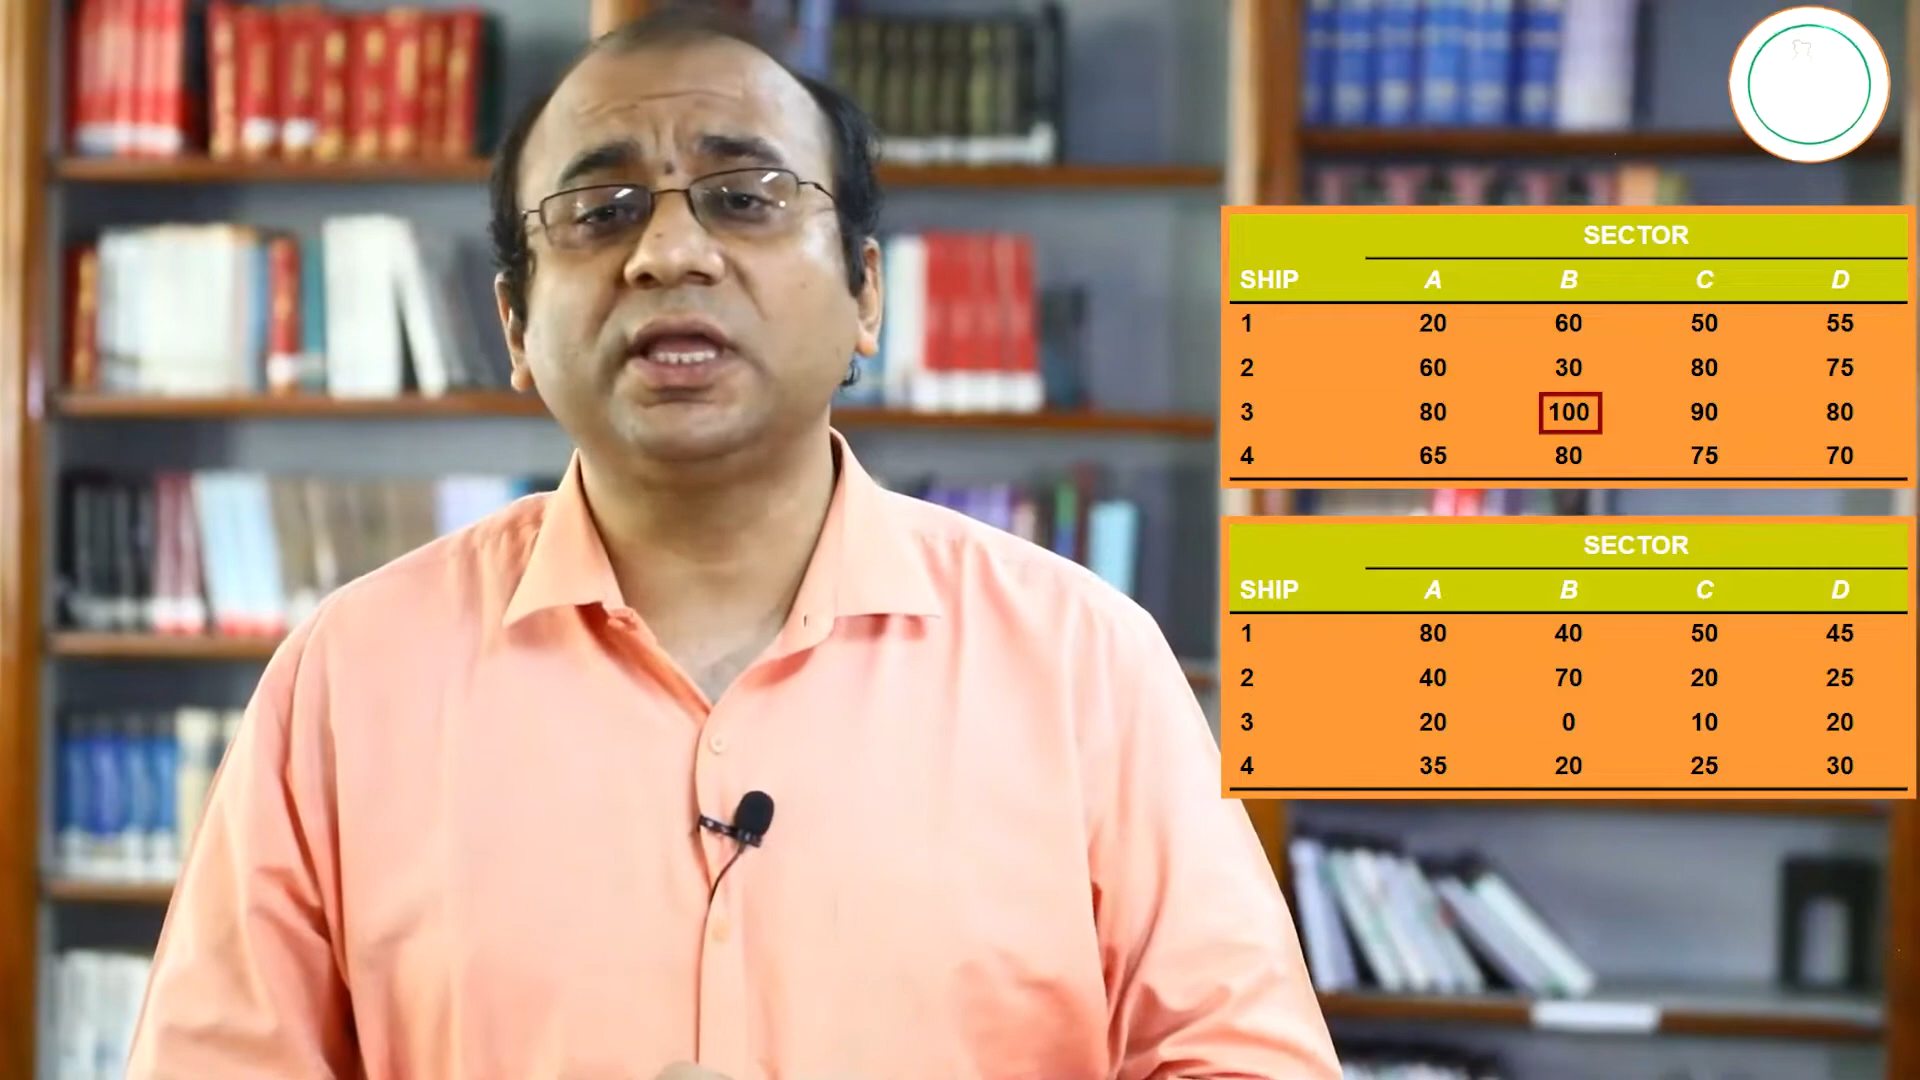 SECTOR
SHIP A B C D
1 20 60 50 55
2 60 30 80 75
3 80 100 90 80
4 65 80 75 70
SECTOR
SHIP A B C D
1 80 40 50 45
2 40 70 20 25
3 20 0 10 20
4 35 20 25 30